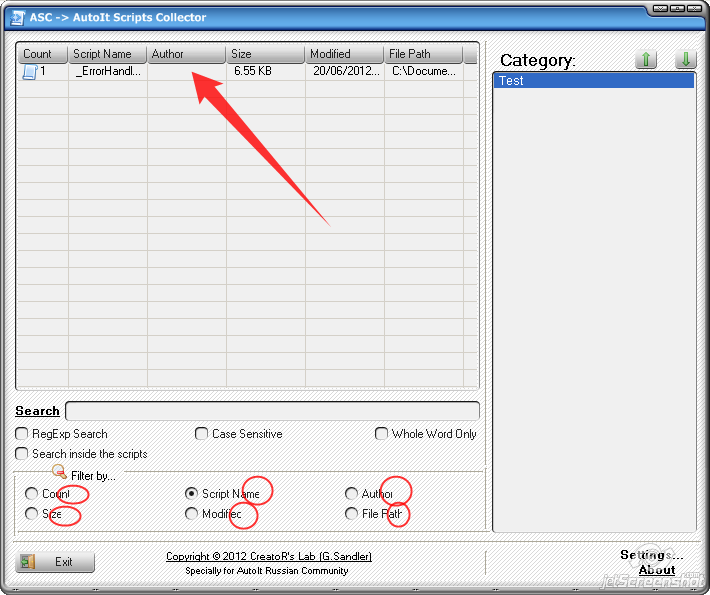 ASC -> AutoIt Scripts Collector
Count Script Name Author Size Modified File Path
1 _ErrorHandl... 6.55 KB 20/06/2012... C:\Docume...
Category:
Test
Search
RegExp Search Case Sensitive Whole Word Only
Search inside the scripts
Filter by...
Count Script Name Author
Size Modified File Path
Exit
Copyright © 2012 CreatoR's Lab (G.Sandler)
Specially for AutoIt Russian Community
Settings...
About
jetScreenshot